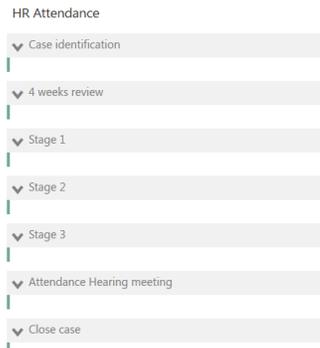 HR Attendance
Case identification
4 weeks review
Stage 1
Stage 2
Stage 3
Attendance Hearing meeting
Close case